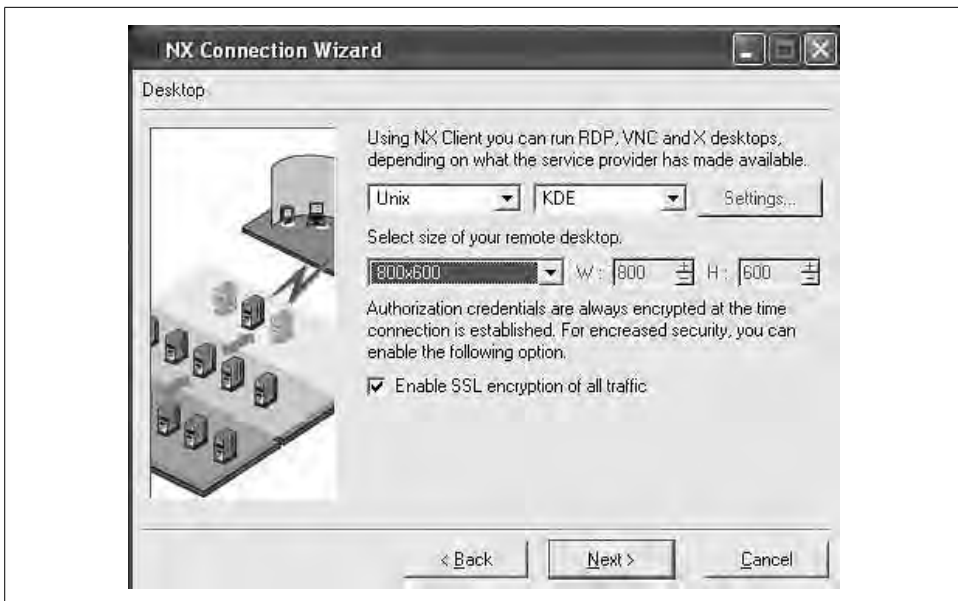 NX Connection Wizard
Desktop
Using NX Client you can run RDP, VNC and X desktops,
depending on what the service provider has made available.
Unix KDE Settings...
Select size of your remote desktop.
800x600 W: 800 H: 600
Authorization credentials are always encrypted at the time
connection is established. For encreased security, you can
enable the following option.
Enable SSL encryption of all traffic
< Back Next > Cancel